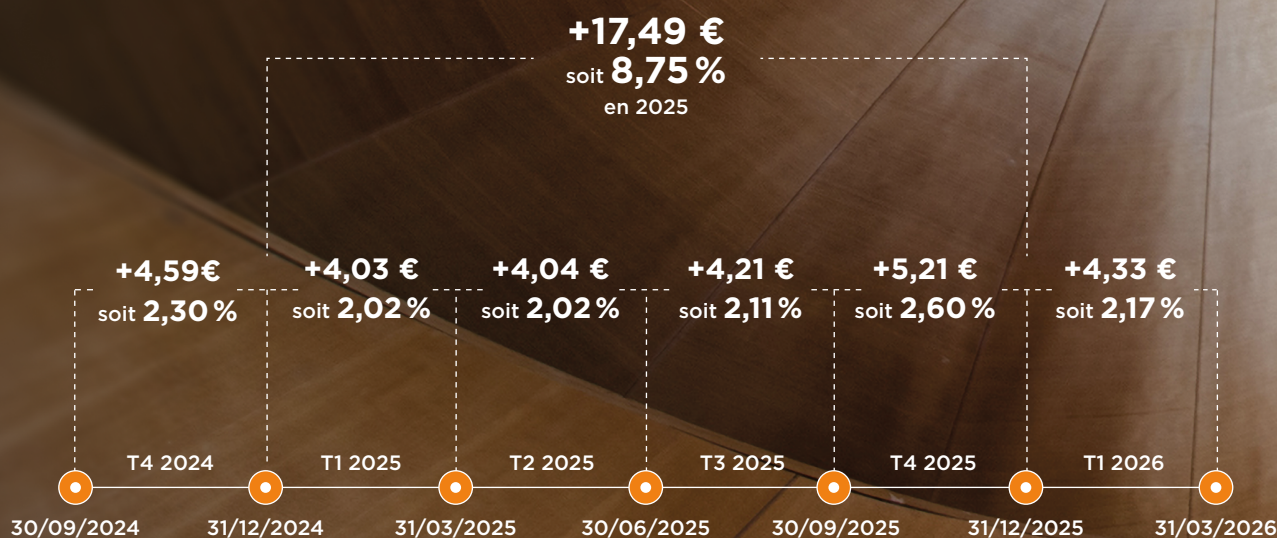 +17,49 €
soit 8,75 %
en 2025
+4,59€
soit 2,30 %
+4,03 €
soit 2,02 %
+4,04 €
soit 2,02 %
+4,21 €
soit 2,11 %
+5,21 €
soit 2,60 %
+4,33 €
soit 2,17 %
T4 2024
T1 2025
T2 2025
T3 2025
T4 2025
T1 2026
30/09/2024
31/12/2024
31/03/2025
30/06/2025
30/09/2025
31/12/2025
31/03/2026